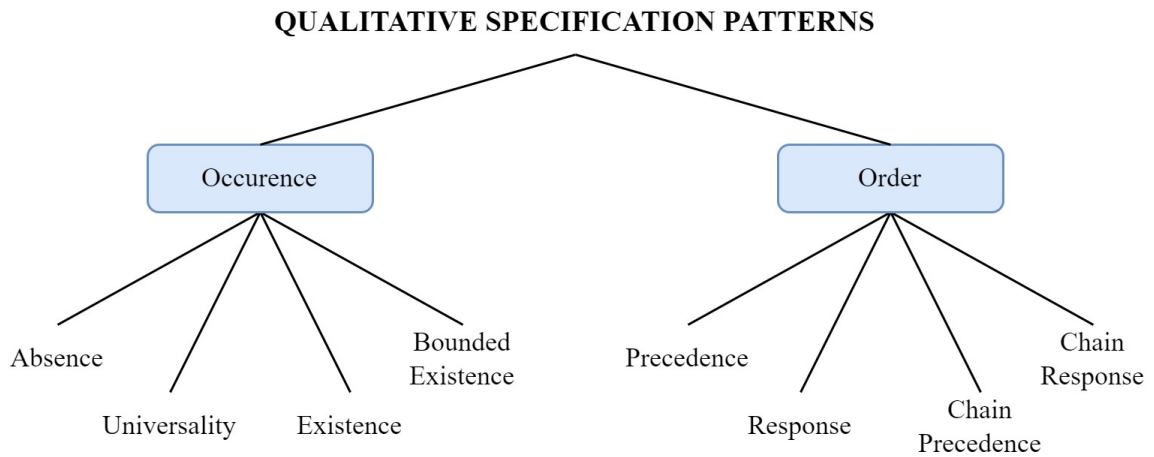 QUALITATIVE SPECIFICATION PATTERNS
Occurence
Order
Absence
Universality
Existence
Bounded
Existence
Precedence
Response
Chain
Precedence
Chain
Response